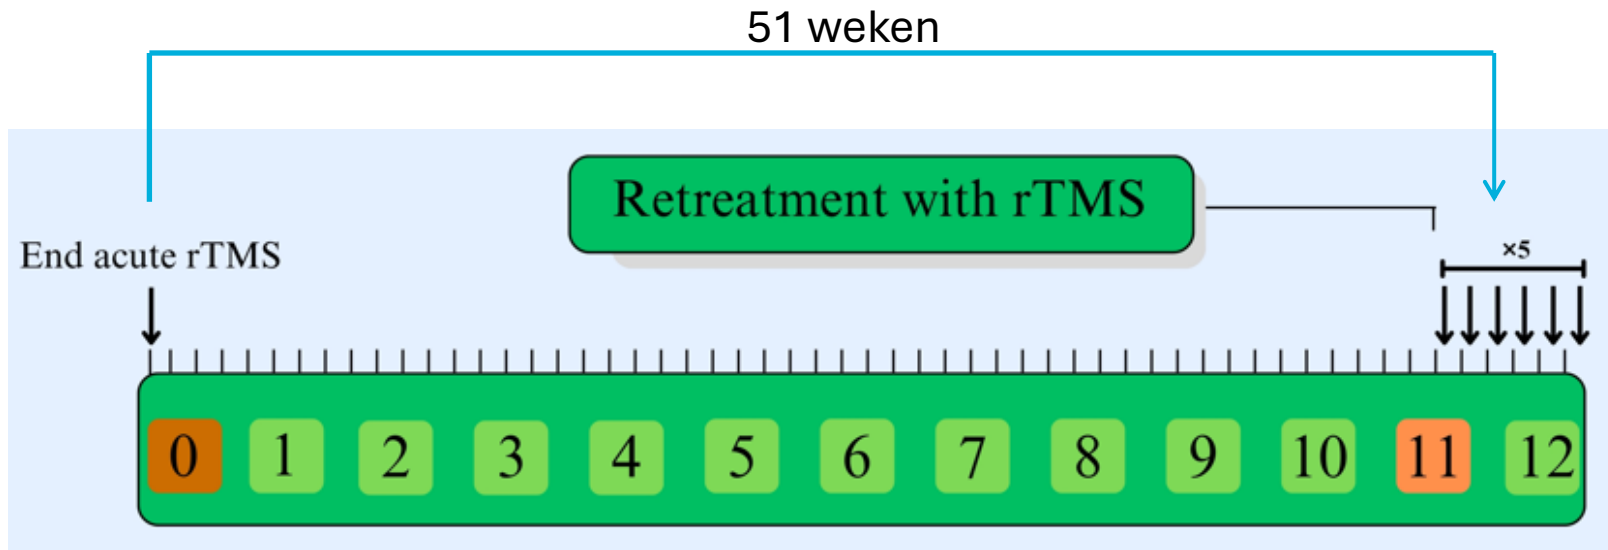 51 weken
Retreatment with rTMS
End acute rTMS
×5
0 1 2 3 4 5 6 7 8 9 10 11 12